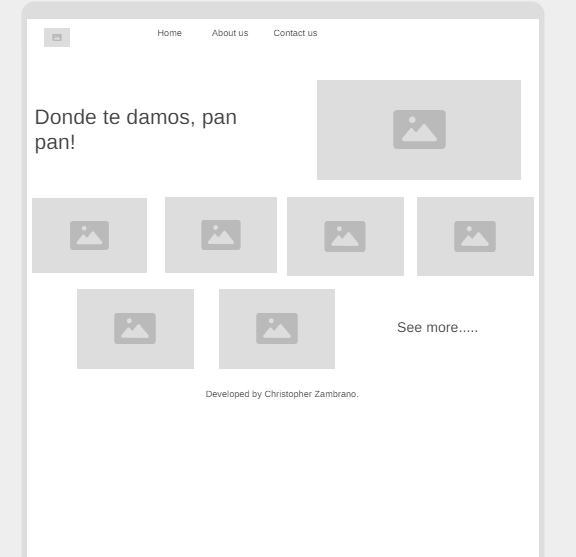 Home About us Contact us
Donde te damos, pan
pan!
See more.....
Developed by Christopher Zambrano.